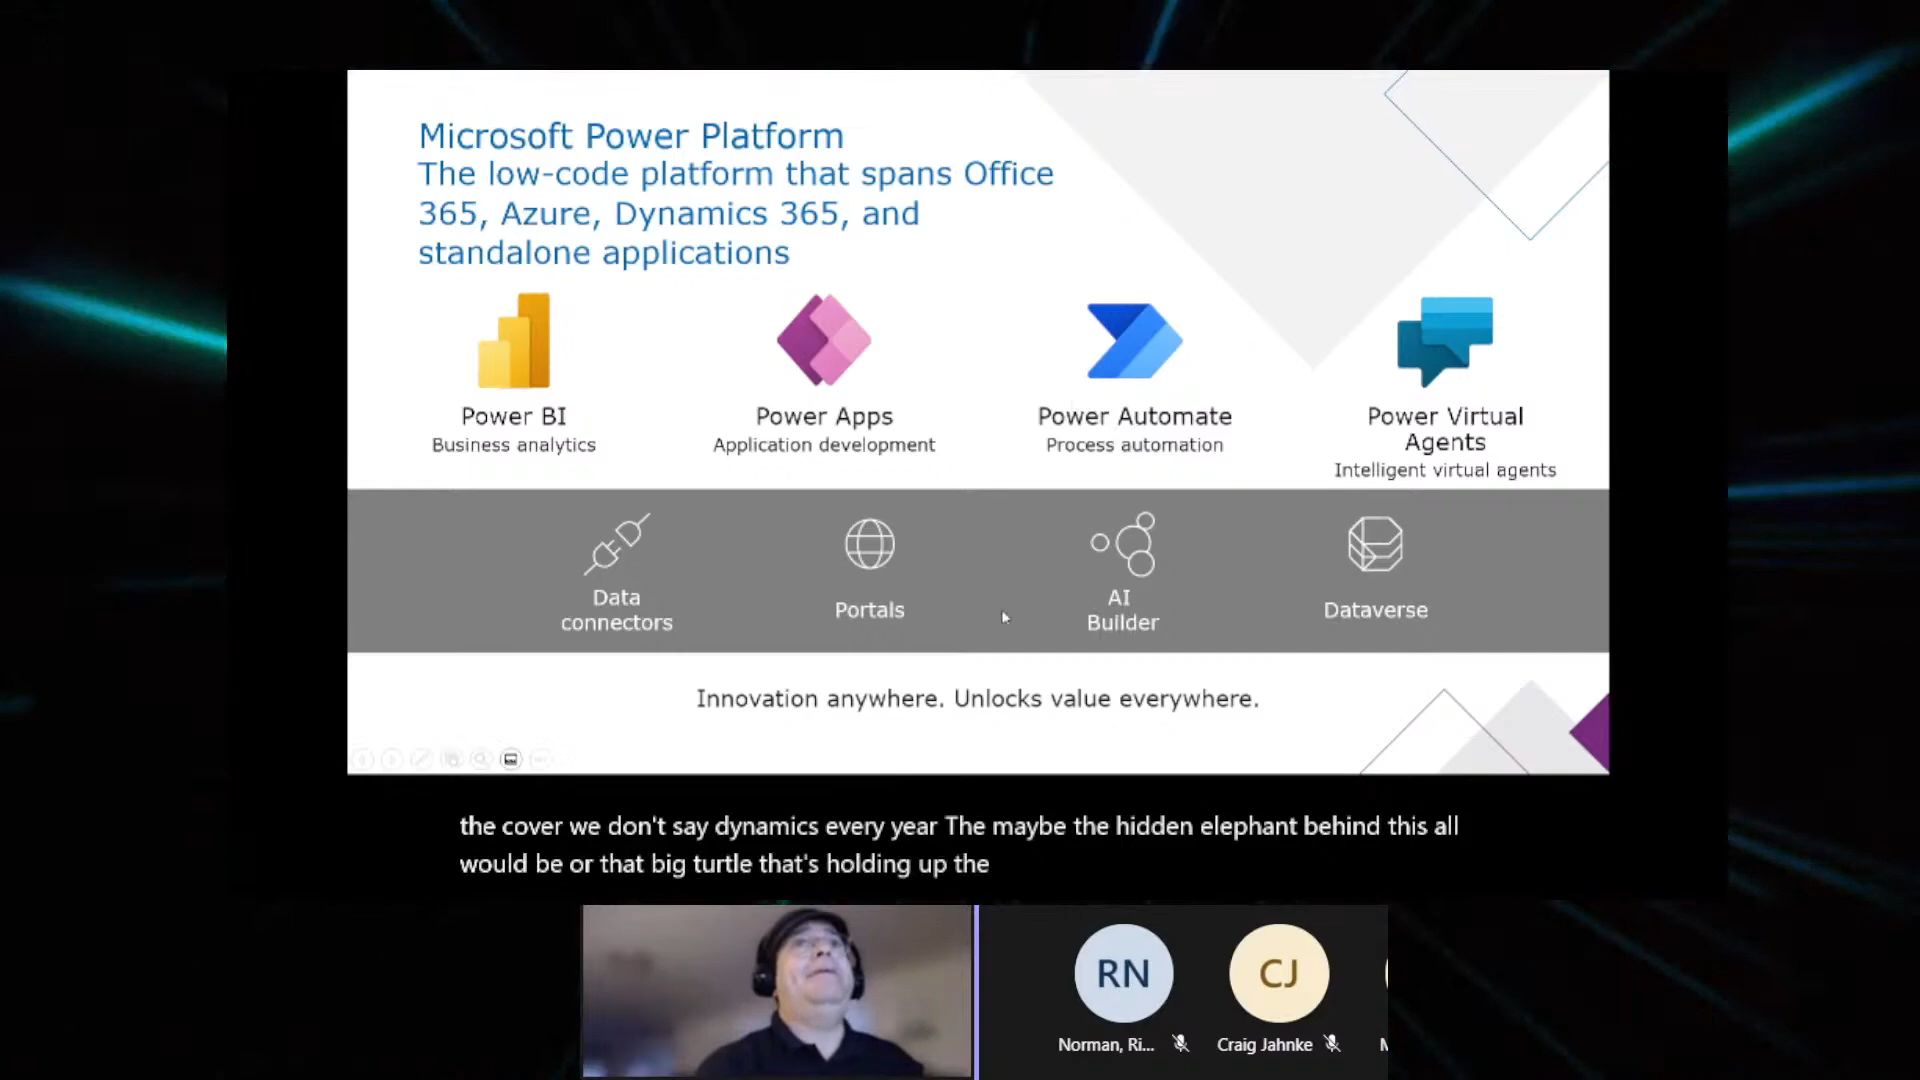 Microsoft Power Platform
The low-code platform that spans Office
365, Azure, Dynamics 365, and
standalone applications
Power BI
Business analytics
Power Apps
Application development
Power Automate
Process automation
Power Virtual
Agents
Intelligent virtual agents
Data
connectors
Portals
AI
Builder
Dataverse
Innovation anywhere. Unlocks value everywhere.
the cover we don't say dynamics every year The maybe the hidden elephant behind this all
would be or that big turtle that's holding up the
RN
CJ
Norman, Ri...
Craig Jahnke